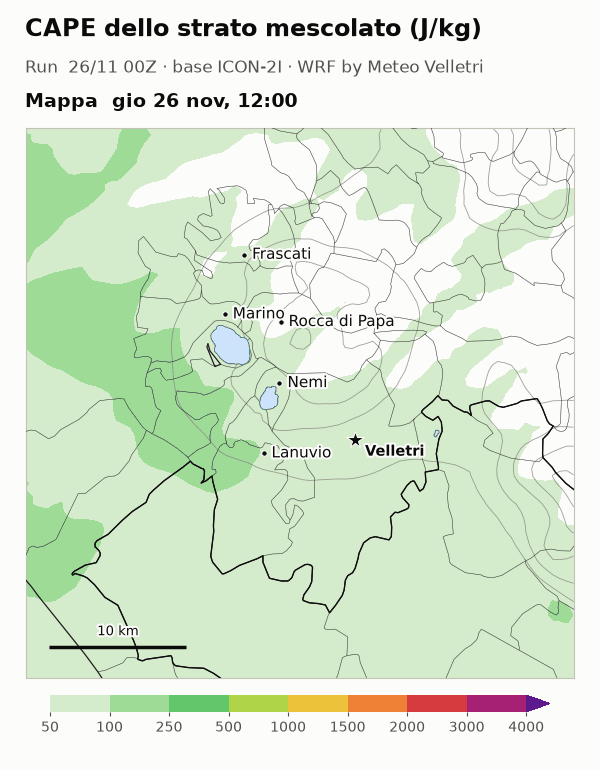 CAPE dello strato mescolato (J/kg)
Run  26/11 00Z · base ICON-2I · WRF by Meteo Velletri
Mappa  gio 26 nov, 12:00
Frascati
Marino
Rocca di Papa
Nemi
Velletri
Lanuvio
10 km
50 100 250 500 1000 1500 2000 3000 4000